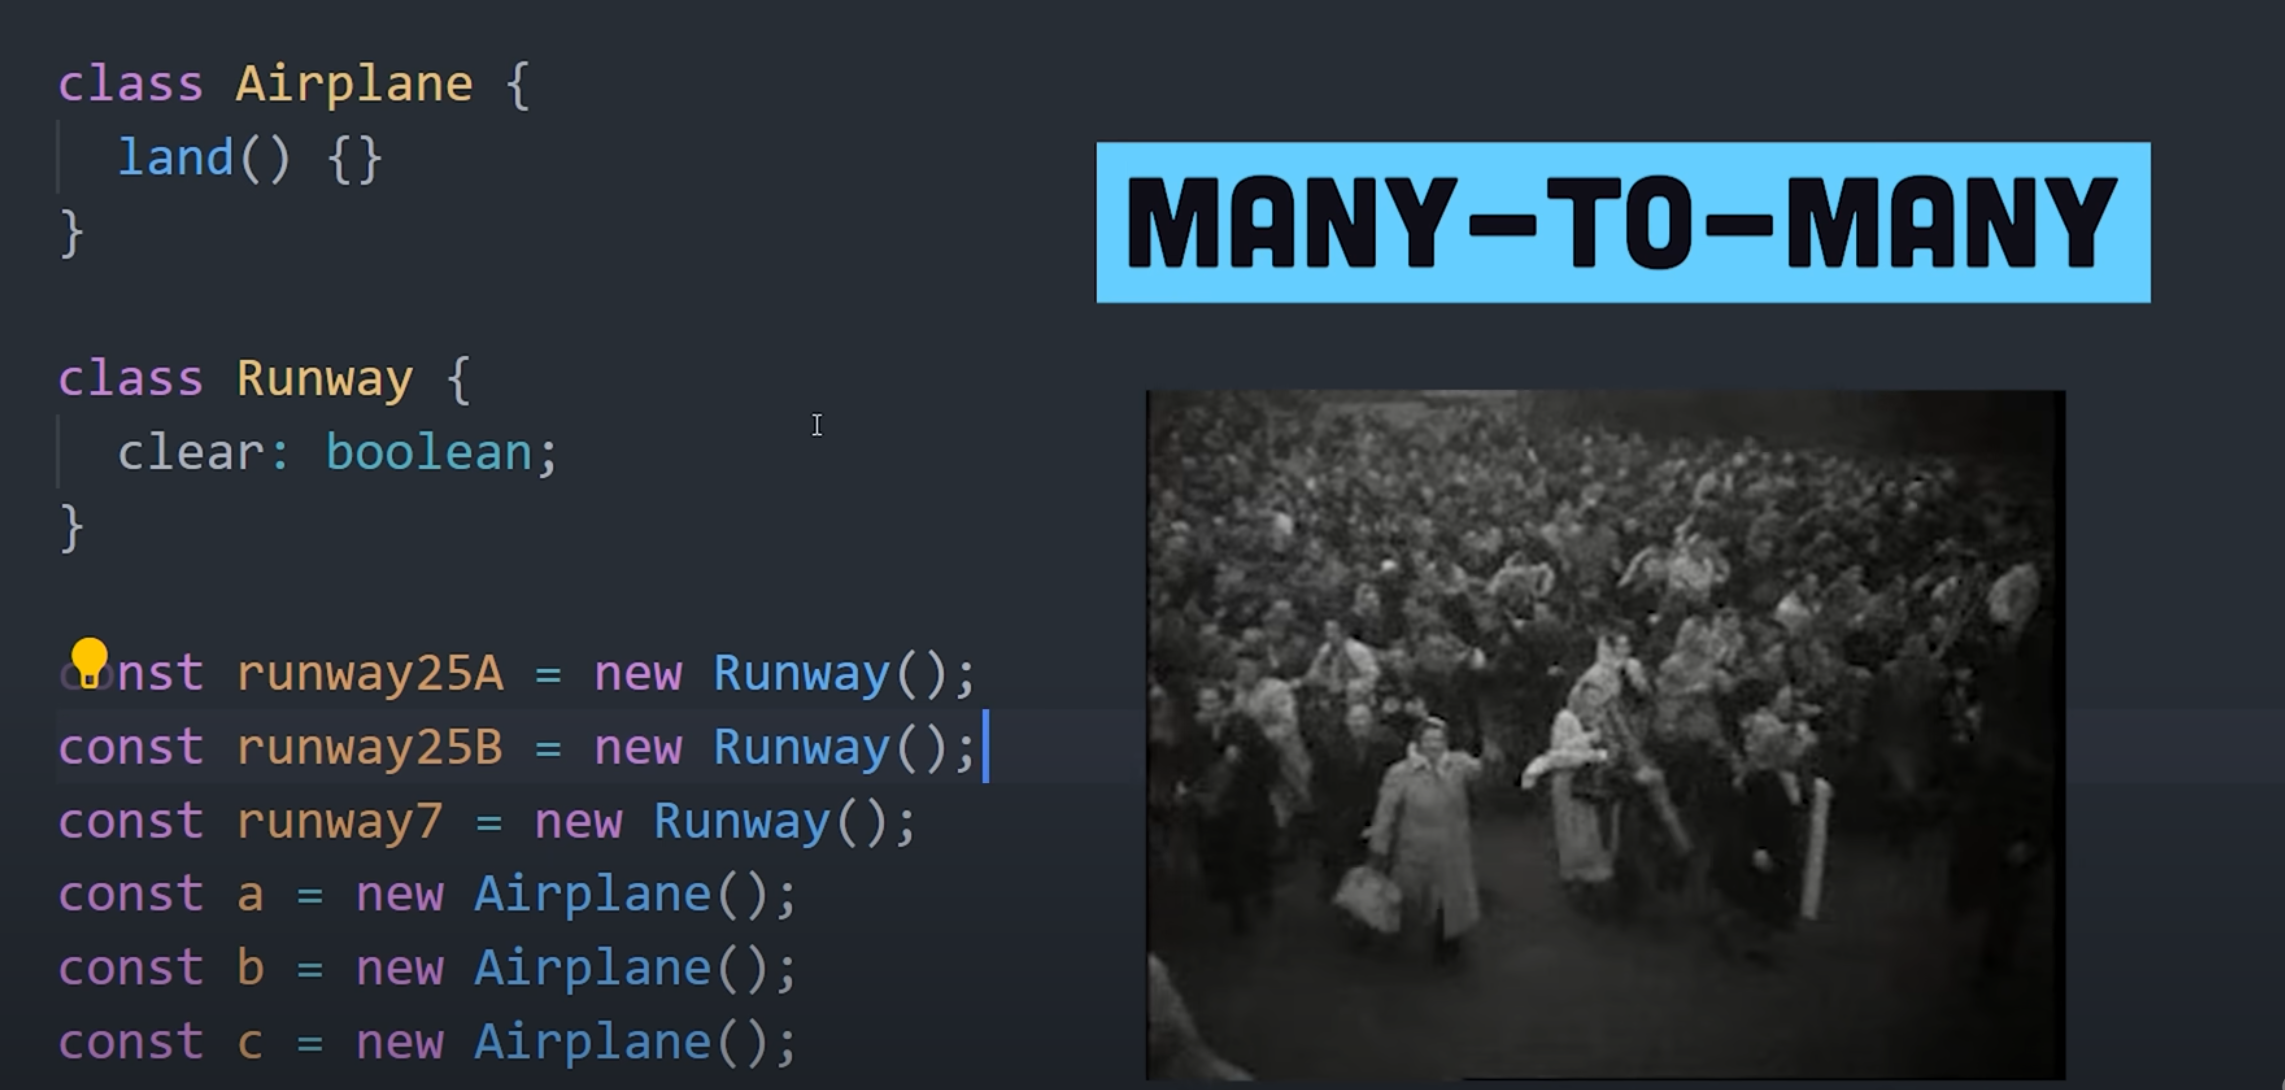 class Airplane {
  land() {}
}
class Runway {
  clear: boolean;
}
const runway25A = new Runway();
const runway25B = new Runway();
const runway7 = new Runway();
const a = new Airplane();
const b = new Airplane();
const c = new Airplane();
MANY-TO-MANY